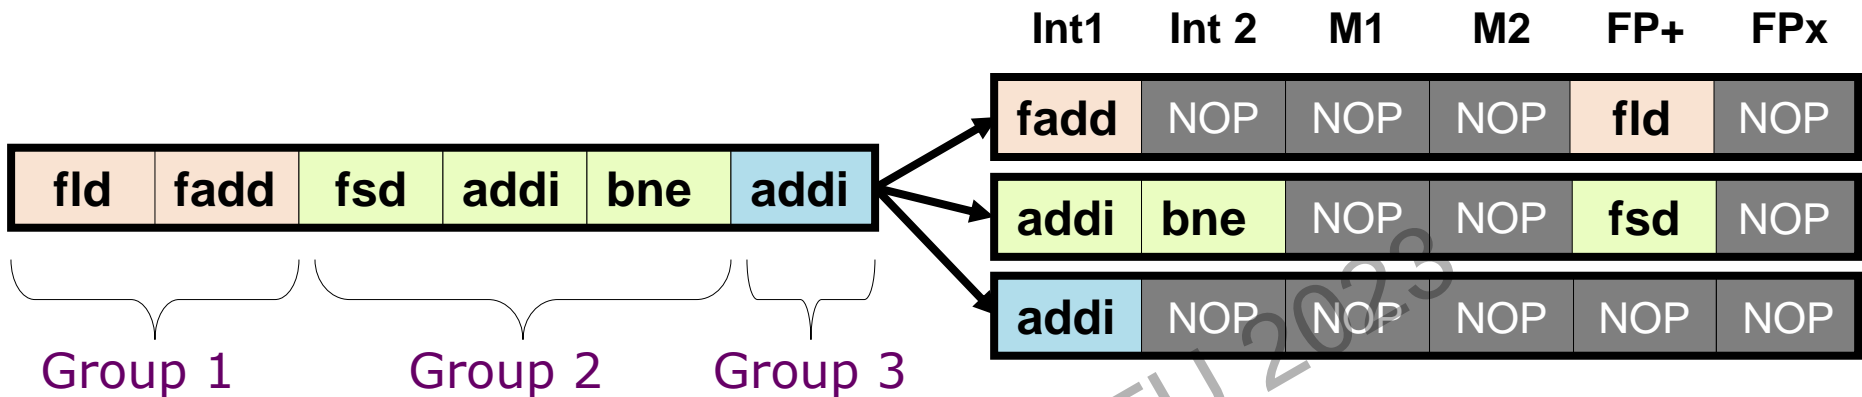 Int1 Int 2 M1 M2 FP+ FPx
fadd NOP NOP NOP fld NOP
fld fadd fsd addi bne addi
addi bne NOP NOP fsd NOP
addi NOP NOP NOP NOP NOP
Group 1 Group 2 Group 3
2023